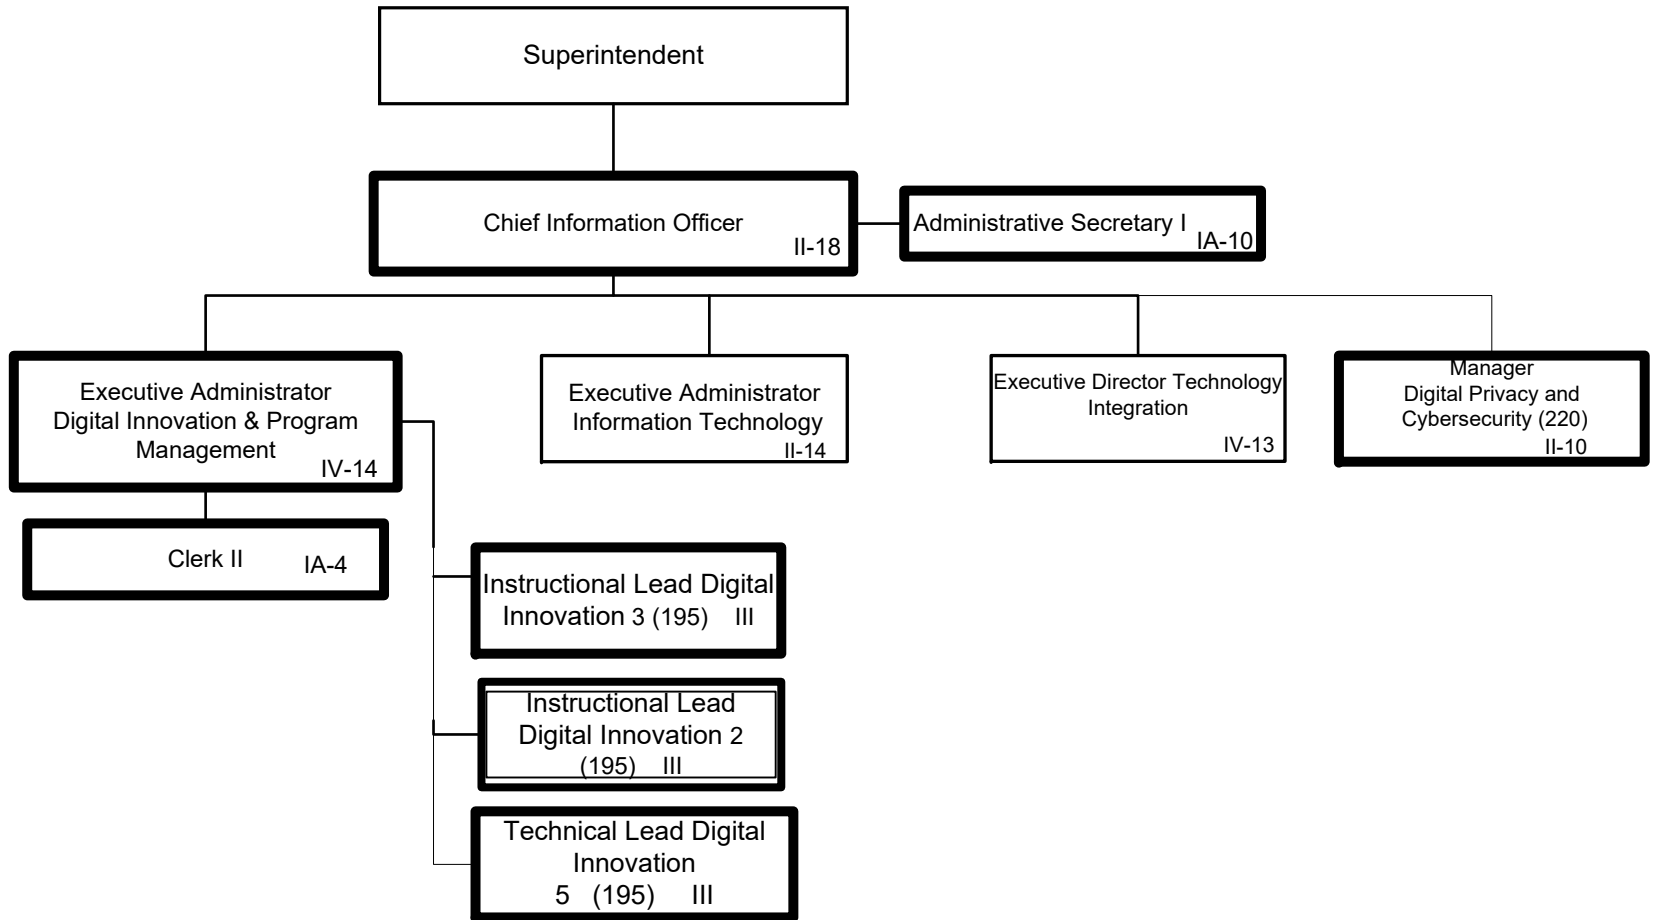 Superintendent
Chief Information Officer
II-18
Administrative Secretary I
IA-10
Executive Administrator
Digital Innovation & Program
Management
IV-14
Executive Administrator
Information Technology
II-14
Executive Director Technology
Integration
IV-13
Manager
Digital Privacy and
Cybersecurity (220)
II-10
Clerk II IA-4
Instructional Lead Digital
Innovation 3 (195) III
Instructional Lead
Digital Innovation 2
(195) III
Technical Lead Digital
Innovation
5 (195) III